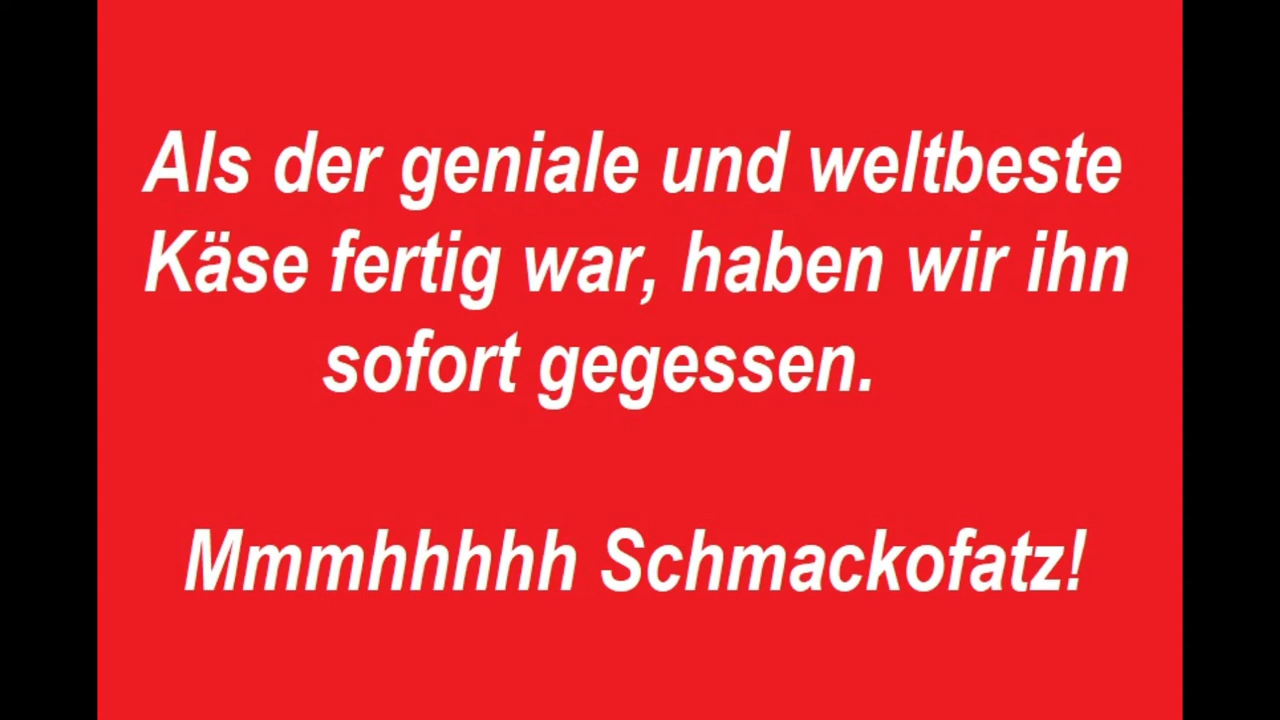 Als der geniale und weltbeste
Käse fertig war, haben wir ihn
sofort gegessen.
Mmmhhhhh Schmackofatz!